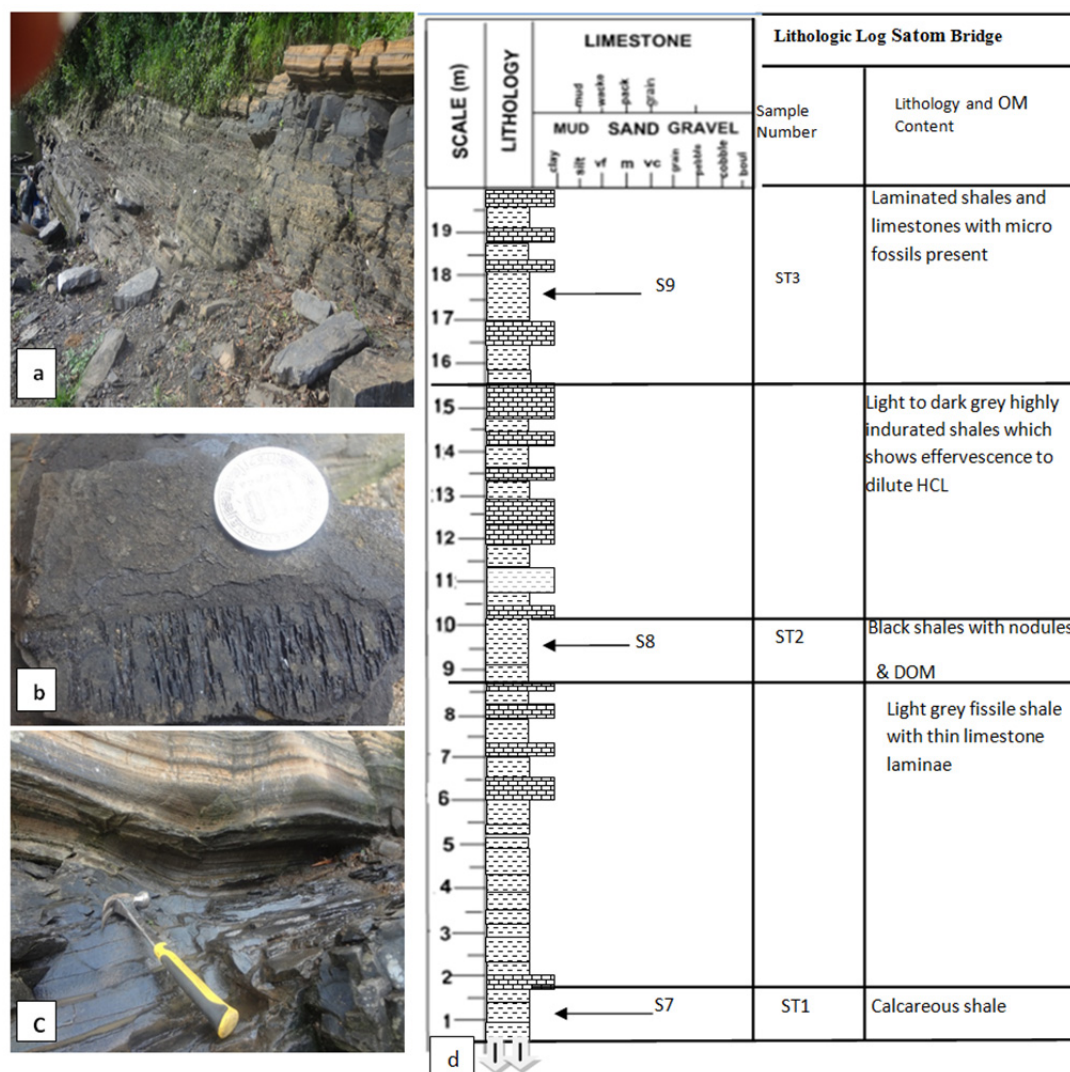 a
b
C
Lithologic Log Satom Bridge
SCALE (m)
LITHOLOGY
LIMESTONE
mud
wacke
pack
grain
MUD SAND GRAVEL
clay
silt
vf
m
vc
grain
pebble
cobble
boul
Sample
Number
Lithology and OM
Content
19
18
17
16
15
14
13
12
11
10
9
8
7
6
5
4
3
2
1
S9
ST3
Laminated shales and
limestones with micro
fossils present
Light to dark grey highly
indurated shales which
shows effervescence to
dilute HCL
S8
ST2
Black shales with nodules
& DOM
Light grey fissile shale
with thin limestone
laminae
S7
ST1
Calcareous shale
d